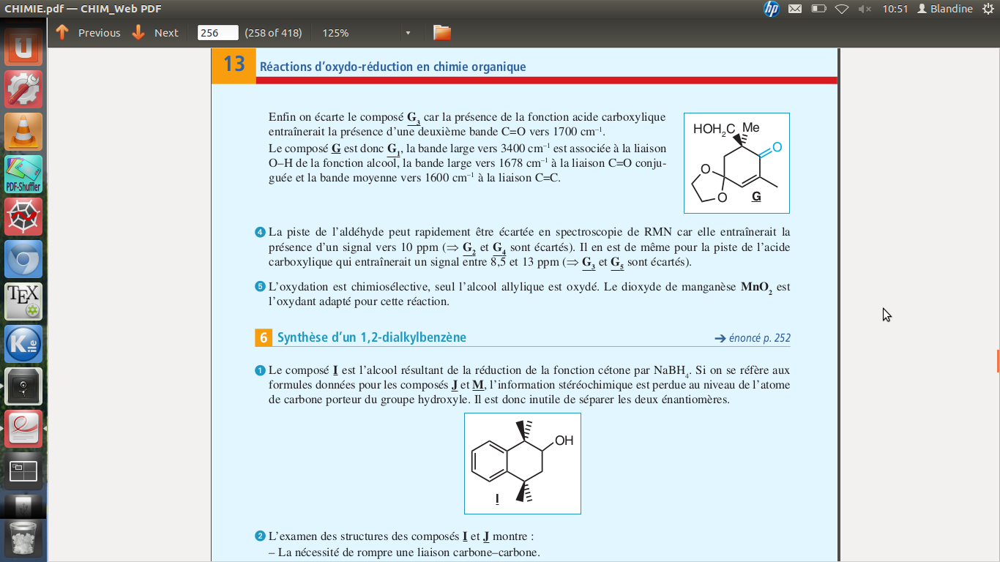 CHIMIE.pdf — CHIM_Web PDF
hp
10:51
Blandine
Previous
Next
256
(258 of 418)
125%
U
PDF-Shuffler
TEX
K ile
13
Réactions d'oxydo-réduction en chimie organique
Enfin on écarte le composé G3 car la présence de la fonction acide carboxylique
entraînerait la présence d'une deuxième bande C=O vers 1700 cm–1.
Le composé G est donc G1, la bande large vers 3400 cm–1 est associée à la liaison
O–H de la fonction alcool, la bande large vers 1678 cm–1 à la liaison C=O conju-
guée et la bande moyenne vers 1600 cm–1 à la liaison C=C.
HOH2C Me
O
O
O
G
4 La piste de l'aldéhyde peut rapidement être écartée en spectroscopie de RMN car elle entraînerait la
présence d'un signal vers 10 ppm (⇒ G2 et G4 sont écartés). Il en est de même pour la piste de l'acide
carboxylique qui entraînerait un signal entre 8,5 et 13 ppm (⇒ G3 et G5 sont écartés).
5 L'oxydation est chimiosélective, seul l'alcool allylique est oxydé. Le dioxyde de manganèse MnO2 est
l'oxydant adapté pour cette réaction.
6 Synthèse d'un 1,2-dialkylbenzène
➔ énoncé p. 252
1 Le composé I est l'alcool résultant de la réduction de la fonction cétone par NaBH4. Si on se réfère aux
formules données pour les composés J et M, l'information stéréochimique est perdue au niveau de l'atome
de carbone porteur du groupe hydroxyle. Il est donc inutile de séparer les deux énantiomères.
OH
I
2 L'examen des structures des composés I et J montre :
– La nécessité de rompre une liaison carbone–carbone.